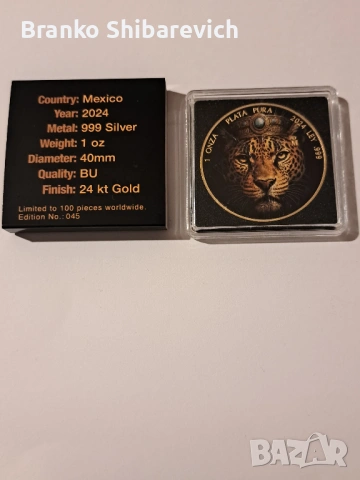 Branko Shibarevich
Country: Mexico
Year: 2024
Metal: 999 Silver
Weight: 1 oz
Diameter: 40mm
Quality: BU
Finish: 24 kt Gold
Limited to 100 pieces worldwide.
Edition No.: 045
1 ONZA PLATA PURA 2024 LEY .999
BAZAR